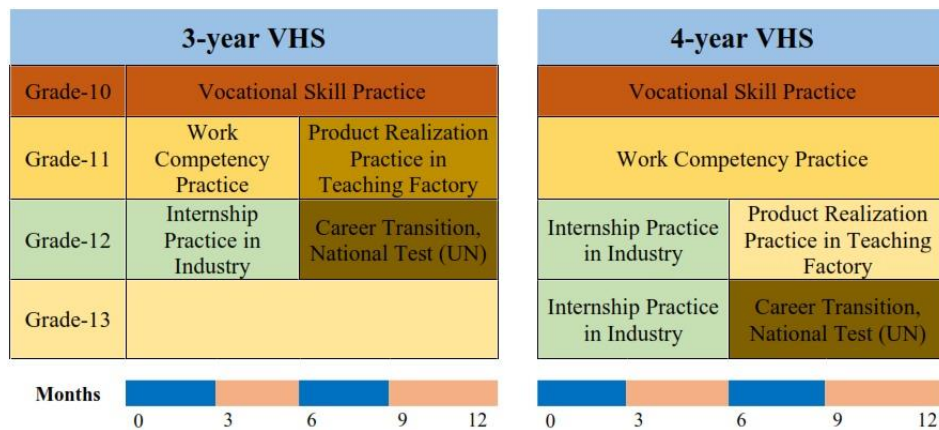 3-year VHS
4-year VHS
Grade-10
Vocational Skill Practice
Vocational Skill Practice
Grade-11
Work
Competency
Practice
Product Realization
Practice in
Teaching Factory
Work Competency Practice
Grade-12
Internship
Practice in
Industry
Career Transition,
National Test (UN)
Internship Practice
in Industry
Product Realization
Practice in Teaching
Factory
Grade-13
Internship Practice
in Industry
Career Transition,
National Test (UN)
Months
0 3 6 9 12
0 3 6 9 12